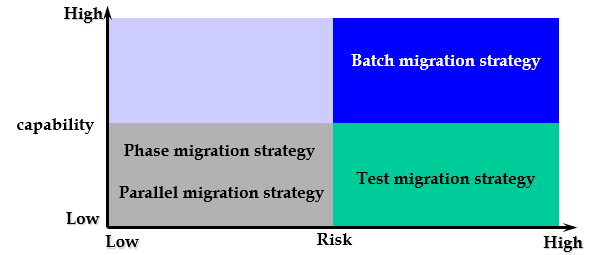 High
Batch migration strategy
capability
Phase migration strategy
Parallel migration strategy
Test migration strategy
Low
Low
Risk
High